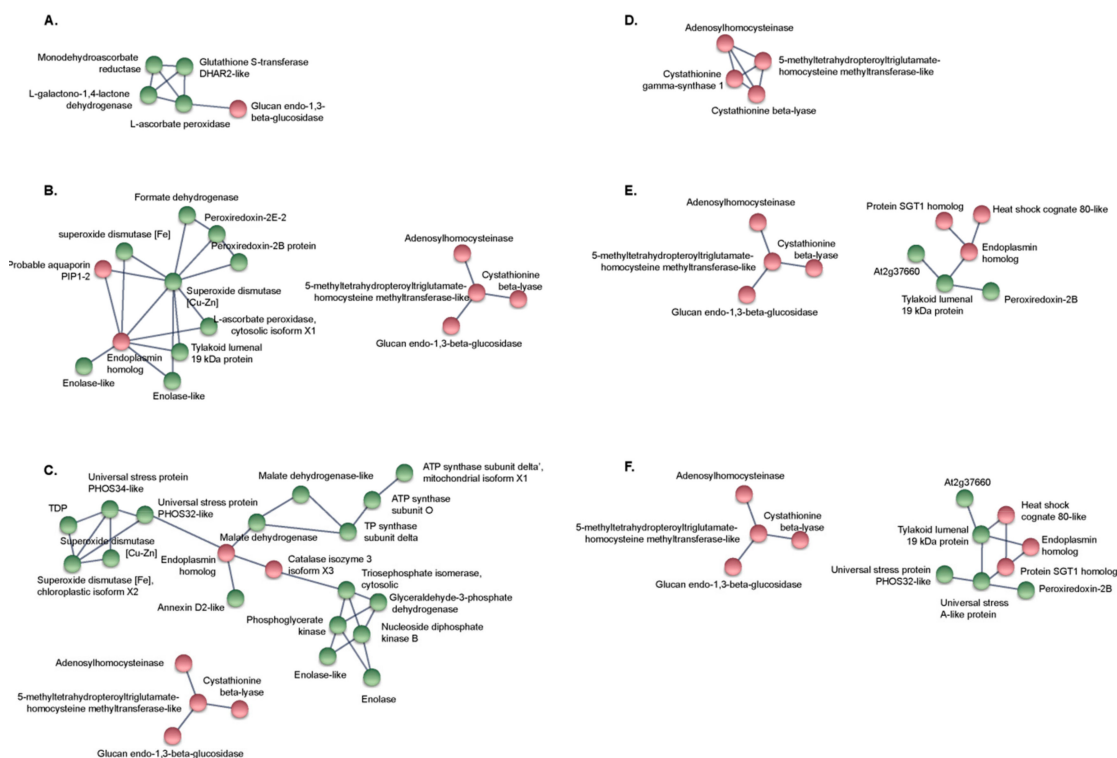 A.
Monodehydroascorbate
reductase
Glutathione S-transferase
DHAR2-like
L-galactono-1,4-lactone
dehydrogenase
L-ascorbate peroxidase
Glucan endo-1,3-
beta-glucosidase
D.
Adenosylhomocysteinase
5-methyltetrahydropteroyltriglutamate-
homocysteine methyltransferase-like
Cystathionine
gamma-synthase 1
Cystathionine beta-lyase
B.
Formate dehydrogenase
Peroxiredoxin-2E-2
superoxide dismutase [Fe]
Peroxiredoxin-2B protein
Probable aquaporin
PIP1-2
Superoxide dismutase
[Cu-Zn]
L-ascorbate peroxidase,
cytosolic isoform X1
Endoplasmin
homolog
Tylakoid lumenal
19 kDa protein
Enolase-like
Enolase-like
Adenosylhomocysteinase
Cystathionine
beta-lyase
5-methyltetrahydropteroyltriglutamate-
homocysteine methyltransferase-like
Glucan endo-1,3-beta-glucosidase
E.
Adenosylhomocysteinase
Cystathionine
beta-lyase
5-methyltetrahydropteroyltriglutamate-
homocysteine methyltransferase-like
Glucan endo-1,3-beta-glucosidase
Protein SGT1 homolog
Heat shock cognate 80-like
Endoplasmin
homolog
At2g37660
Tylakoid lumenal
19 kDa protein
Peroxiredoxin-2B
C.
Universal stress protein
PHOS34-like
TDP
Universal stress protein
PHOS32-like
Superoxide dismutase
[Cu-Zn]
Superoxide dismutase [Fe],
chloroplastic isoform X2
Malate dehydrogenase-like
Malate dehydrogenase
ATP synthase subunit delta',
mitochondrial isoform X1
ATP synthase
subunit O
TP synthase
subunit delta
Endoplasmin
homolog
Catalase isozyme 3
isoform X3
Annexin D2-like
Triosephosphate isomerase,
cytosolic
Glyceraldehyde-3-phosphate
dehydrogenase
Phosphoglycerate
kinase
Nucleoside diphosphate
kinase B
Enolase-like
Enolase
Adenosylhomocysteinase
Cystathionine
beta-lyase
5-methyltetrahydropteroyltriglutamate-
homocysteine methyltransferase-like
Glucan endo-1,3-beta-glucosidase
F.
Adenosylhomocysteinase
Cystathionine
beta-lyase
5-methyltetrahydropteroyltriglutamate-
homocysteine methyltransferase-like
Glucan endo-1,3-beta-glucosidase
At2g37660
Heat shock
cognate 80-like
Tylakoid lumenal
19 kDa protein
Endoplasmin
homolog
Protein SGT1 homolog
Universal stress protein
PHOS32-like
Peroxiredoxin-2B
Universal stress
A-like protein